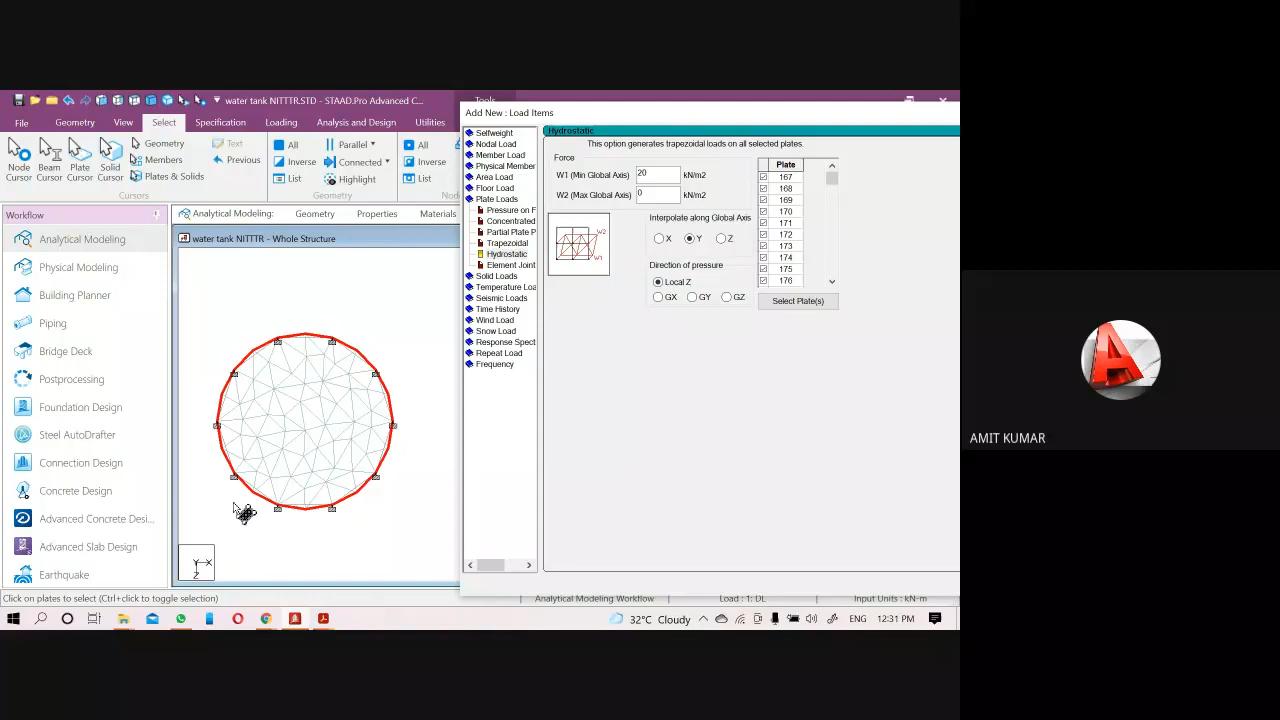 water tank NITTTR.STD - STAAD.Pro Advanced C...
Tools
File
Geometry
View
Select
Specification
Loading
Analysis and Design
Utilities
Node Cursor
Beam Cursor
Plate Cursor
Solid Cursor
Geometry
Members
Plates & Solids
Text
Previous
Cursors
All
Inverse
List
Parallel
Connected
Highlight
Geometry
All
Inverse
List
Workflow
Analytical Modeling
Physical Modeling
Building Planner
Piping
Bridge Deck
Postprocessing
Foundation Design
Steel AutoDrafter
Connection Design
Concrete Design
Advanced Concrete Desi...
Advanced Slab Design
Earthquake
Analytical Modeling:
Geometry
Properties
Materials
water tank NITTTR - Whole Structure
Y X
Z
Add New : Load Items
Selfweight
Nodal Load
Member Load
Physical Member
Area Load
Floor Load
Plate Loads
Pressure on F
Concentrated
Partial Plate P
Trapezoidal
Hydrostatic
Element Joint
Solid Loads
Temperature Loa
Seismic Loads
Time History
Wind Load
Snow Load
Response Spect
Repeat Load
Frequency
Hydrostatic
This option generates trapezoidal loads on all selected plates.
Force
W1 (Min Global Axis) 20 kN/m2
W2 (Max Global Axis) 0 kN/m2
W2
W1
Interpolate along Global Axis
X Y Z
Direction of pressure
Local Z
GX GY GZ
Plate
167
168
169
170
171
172
173
174
175
176
Select Plate(s)
Click on plates to select (Ctrl+click to toggle selection)
Analytical Modeling Workflow
Load : 1: DL
Input Units : kN-m
32°C Cloudy
ENG
12:31 PM
AMIT KUMAR